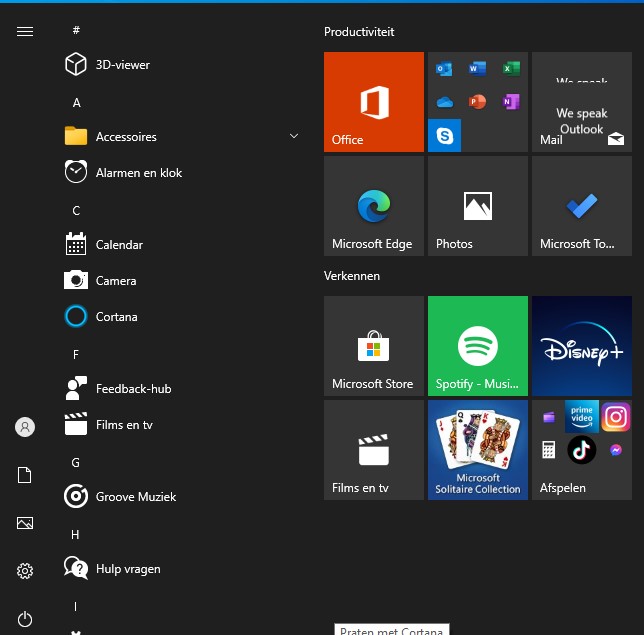 #
3D-viewer
A
Accessoires
Alarmen en klok
C
Calendar
Camera
Cortana
F
Feedback-hub
Films en tv
G
Groove Muziek
H
Hulp vragen
I
Productiviteit
Office
We speak
We speak
Outlook
Mail
Microsoft Edge
Photos
Microsoft To...
Verkennen
Microsoft Store
Spotify - Musi...
Disney+
Films en tv
Microsoft
Solitaire Collection
prime
video
Afspelen
Praten met Cortana